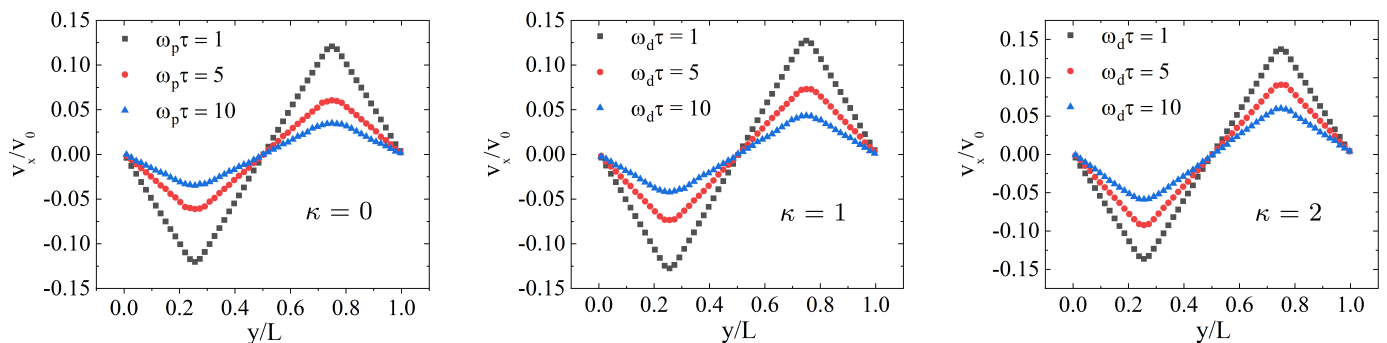 0.15
0.10
0.05
0.00
-0.05
-0.10
-0.15
v_x/v_0
ω_pτ = 1
ω_pτ = 5
ω_pτ = 10
κ = 0
0.0 0.2 0.4 0.6 0.8 1.0
y/L
0.15
0.10
0.05
0.00
-0.05
-0.10
-0.15
v_x/v_0
ω_dτ = 1
ω_dτ = 5
ω_dτ = 10
κ = 1
0.0 0.2 0.4 0.6 0.8 1.0
y/L
0.15
0.10
0.05
0.00
-0.05
-0.10
-0.15
v_x/v_0
ω_dτ = 1
ω_dτ = 5
ω_dτ = 10
κ = 2
0.0 0.2 0.4 0.6 0.8 1.0
y/L